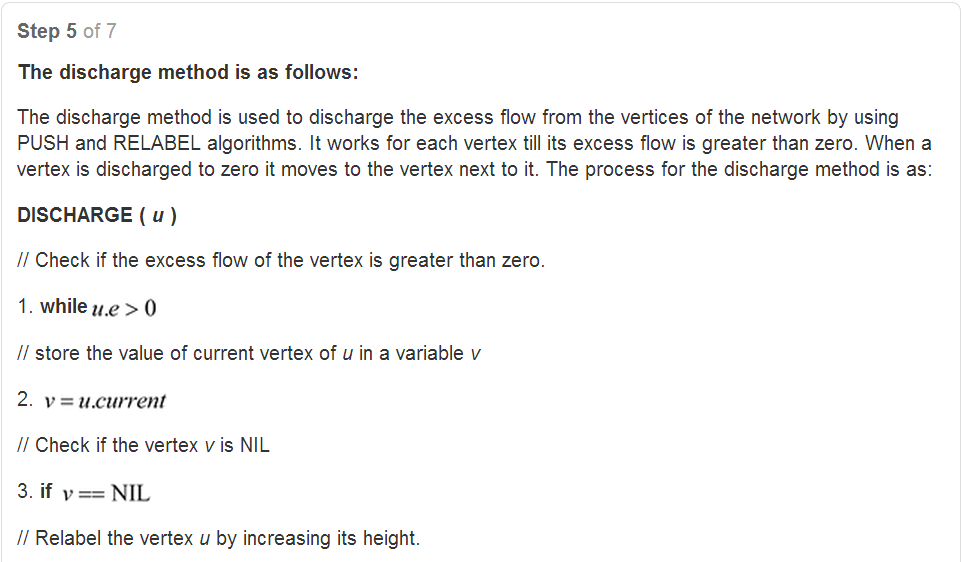 Step 5 of 7
The discharge method is as follows:
The discharge method is used to discharge the excess flow from the vertices of the network by using
PUSH and RELABEL algorithms. It works for each vertex till its excess flow is greater than zero. When a
vertex is discharged to zero it moves to the vertex next to it. The process for the discharge method is as:
DISCHARGE ( u )
// Check if the excess flow of the vertex is greater than zero.
1. while u.e > 0
// store the value of current vertex of u in a variable v
2. v = u.current
// Check if the vertex v is NIL
3. if v == NIL
// Relabel the vertex u by increasing its height.